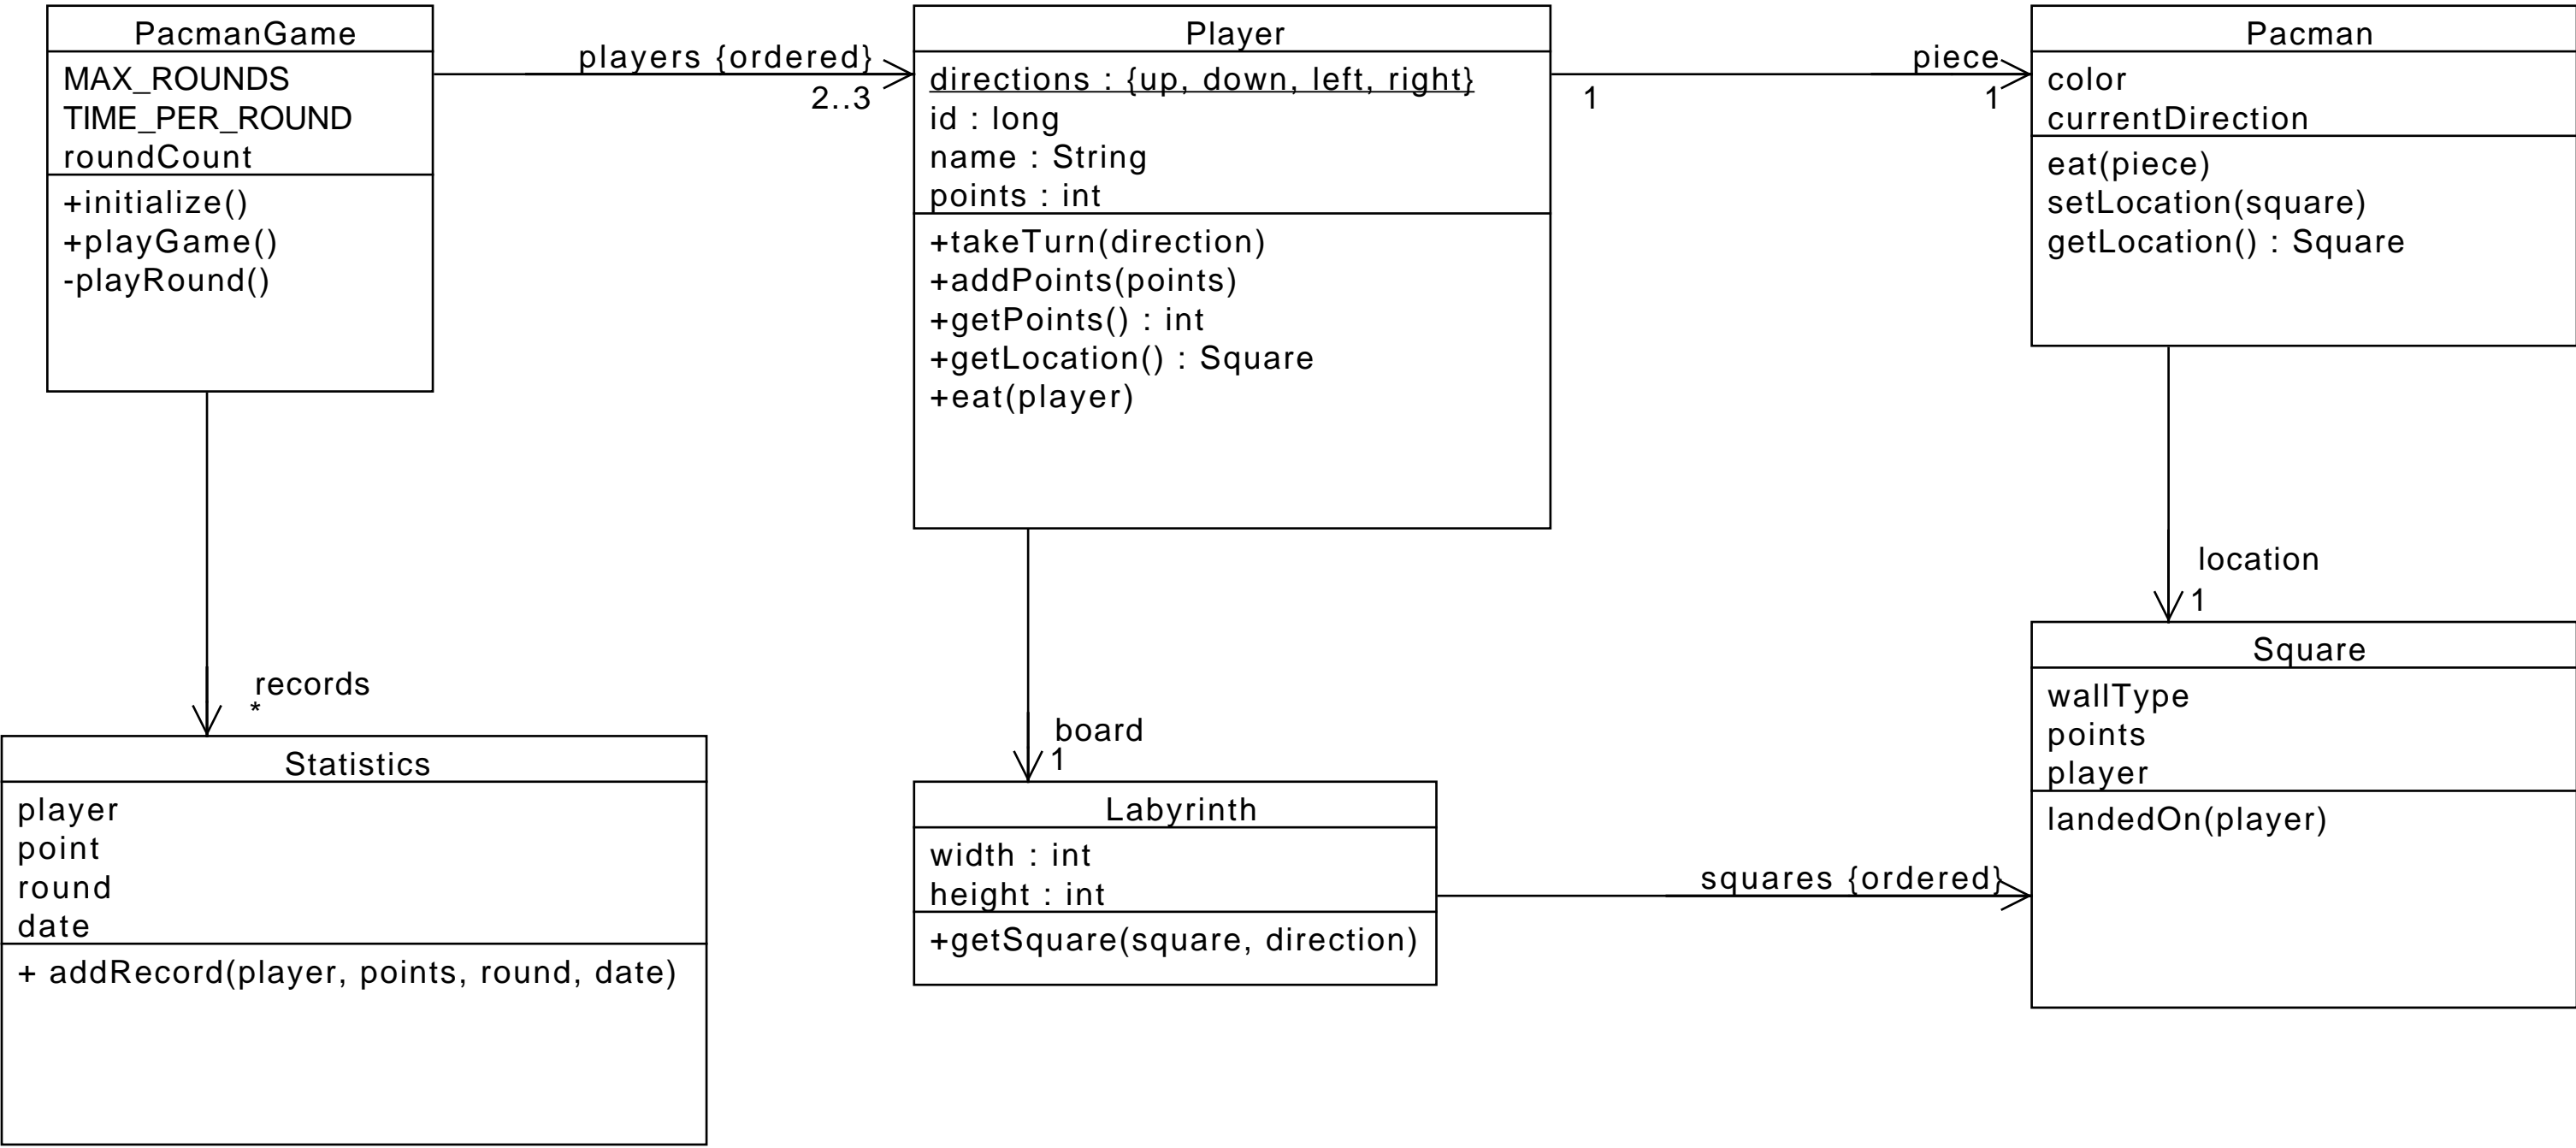 PacmanGame
MAX_ROUNDS
TIME_PER_ROUND
roundCount
+initialize()
+playGame()
-playRound()
players {ordered}
2..3
Player
directions : {up, down, left, right}
id : long
name : String
points : int
+takeTurn(direction)
+addPoints(points)
+getPoints() : int
+getLocation() : Square
+eat(player)
1
piece
1
Pacman
color
currentDirection
eat(piece)
setLocation(square)
getLocation() : Square
location
1
records
*
board
1
Statistics
player
point
round
date
+ addRecord(player, points, round, date)
Labyrinth
width : int
height : int
+getSquare(square, direction)
squares {ordered}
Square
wallType
points
player
landedOn(player)